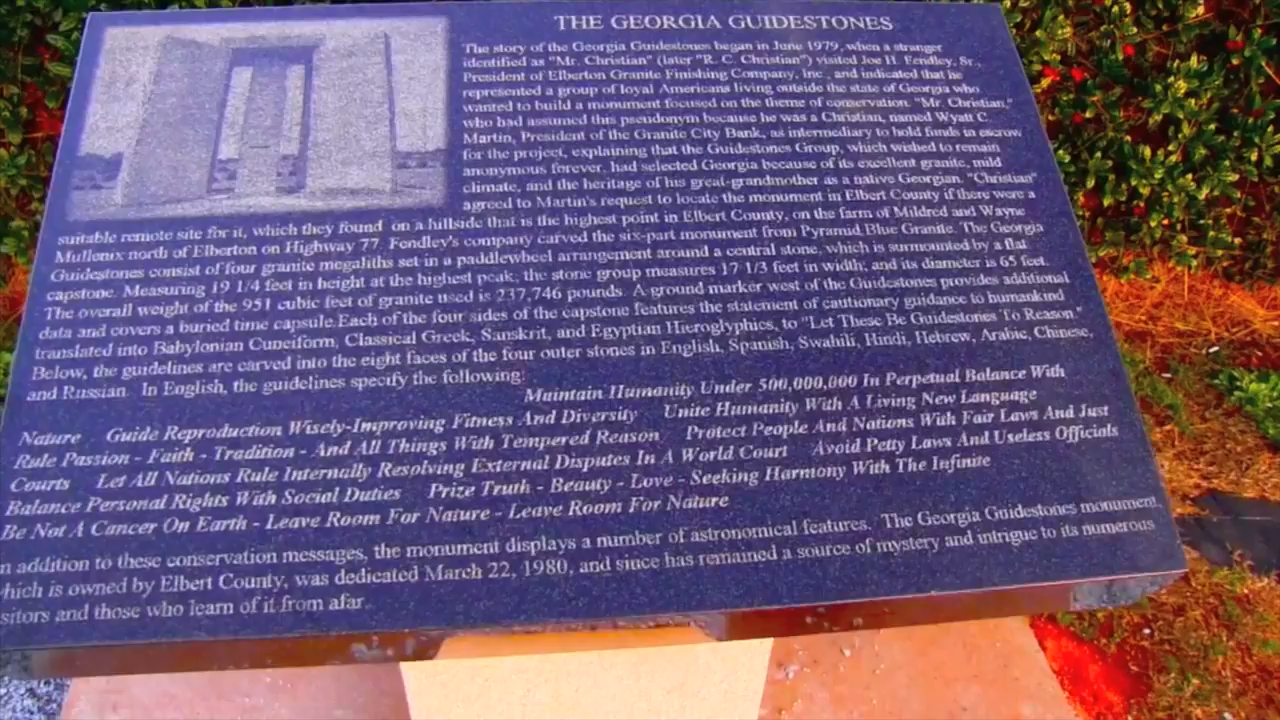 THE GEORGIA GUIDESTONES
The story of the Georgia Guidestones began in June 1979, when a stranger
identified as "Mr. Christian" (later "R. C. Christian") visited Joe H. Fendley, Sr.,
President of Elberton Granite Finishing Company, Inc., and indicated that he
represented a group of loyal Americans living outside the state of Georgia who
wanted to build a monument focused on the theme of conservation. "Mr. Christian,"
who had assumed this pseudonym because he was a Christian, named Wyatt C.
Martin, President of the Granite City Bank, as intermediary to hold funds in escrow
for the project, explaining that the Guidestones Group, which wished to remain
anonymous forever, had selected Georgia because of its excellent granite, mild
climate, and the heritage of his great-grandmother as a native Georgian. "Christian"
agreed to Martin's request to locate the monument in Elbert County if there were a
suitable remote site for it, which they found on a hillside that is the highest point in Elbert County, on the farm of Mildred and Wayne
Mullenix north of Elberton on Highway 77. Fendley's company carved the six-part monument from Pyramid Blue Granite. The Georgia
Guidestones consist of four granite megaliths set in a paddlewheel arrangement around a central stone, which is surmounted by a flat
capstone. Measuring 19 1/4 feet in height at the highest peak, the stone group measures 17 1/3 feet in width, and its diameter is 65 feet.
The overall weight of the 951 cubic feet of granite used is 237,746 pounds. A ground marker west of the Guidestones provides additional
data and covers a buried time capsule.Each of the four sides of the capstone features the statement of cautionary guidance to humankind
translated into Babylonian Cuneiform, Classical Greek, Sanskrit, and Egyptian Hieroglyphics, to "Let These Be Guidestones To Reason."
Below, the guidelines are carved into the eight faces of the four outer stones in English, Spanish, Swahili, Hindi, Hebrew, Arabic, Chinese,
and Russian. In English, the guidelines specify the following:
Maintain Humanity Under 500,000,000 In Perpetual Balance With
Nature Guide Reproduction Wisely-Improving Fitness And Diversity Unite Humanity With A Living New Language
Rule Passion - Faith - Tradition - And All Things With Tempered Reason Protect People And Nations With Fair Laws And Just
Courts Let All Nations Rule Internally Resolving External Disputes In A World Court Avoid Petty Laws And Useless Officials
Balance Personal Rights With Social Duties Prize Truth - Beauty - Love - Seeking Harmony With The Infinite
Be Not A Cancer On Earth - Leave Room For Nature - Leave Room For Nature
n addition to these conservation messages, the monument displays a number of astronomical features. The Georgia Guidestones monument,
hich is owned by Elbert County, was dedicated March 22, 1980, and since has remained a source of mystery and intrigue to its numerous
sitors and those who learn of it from afar.